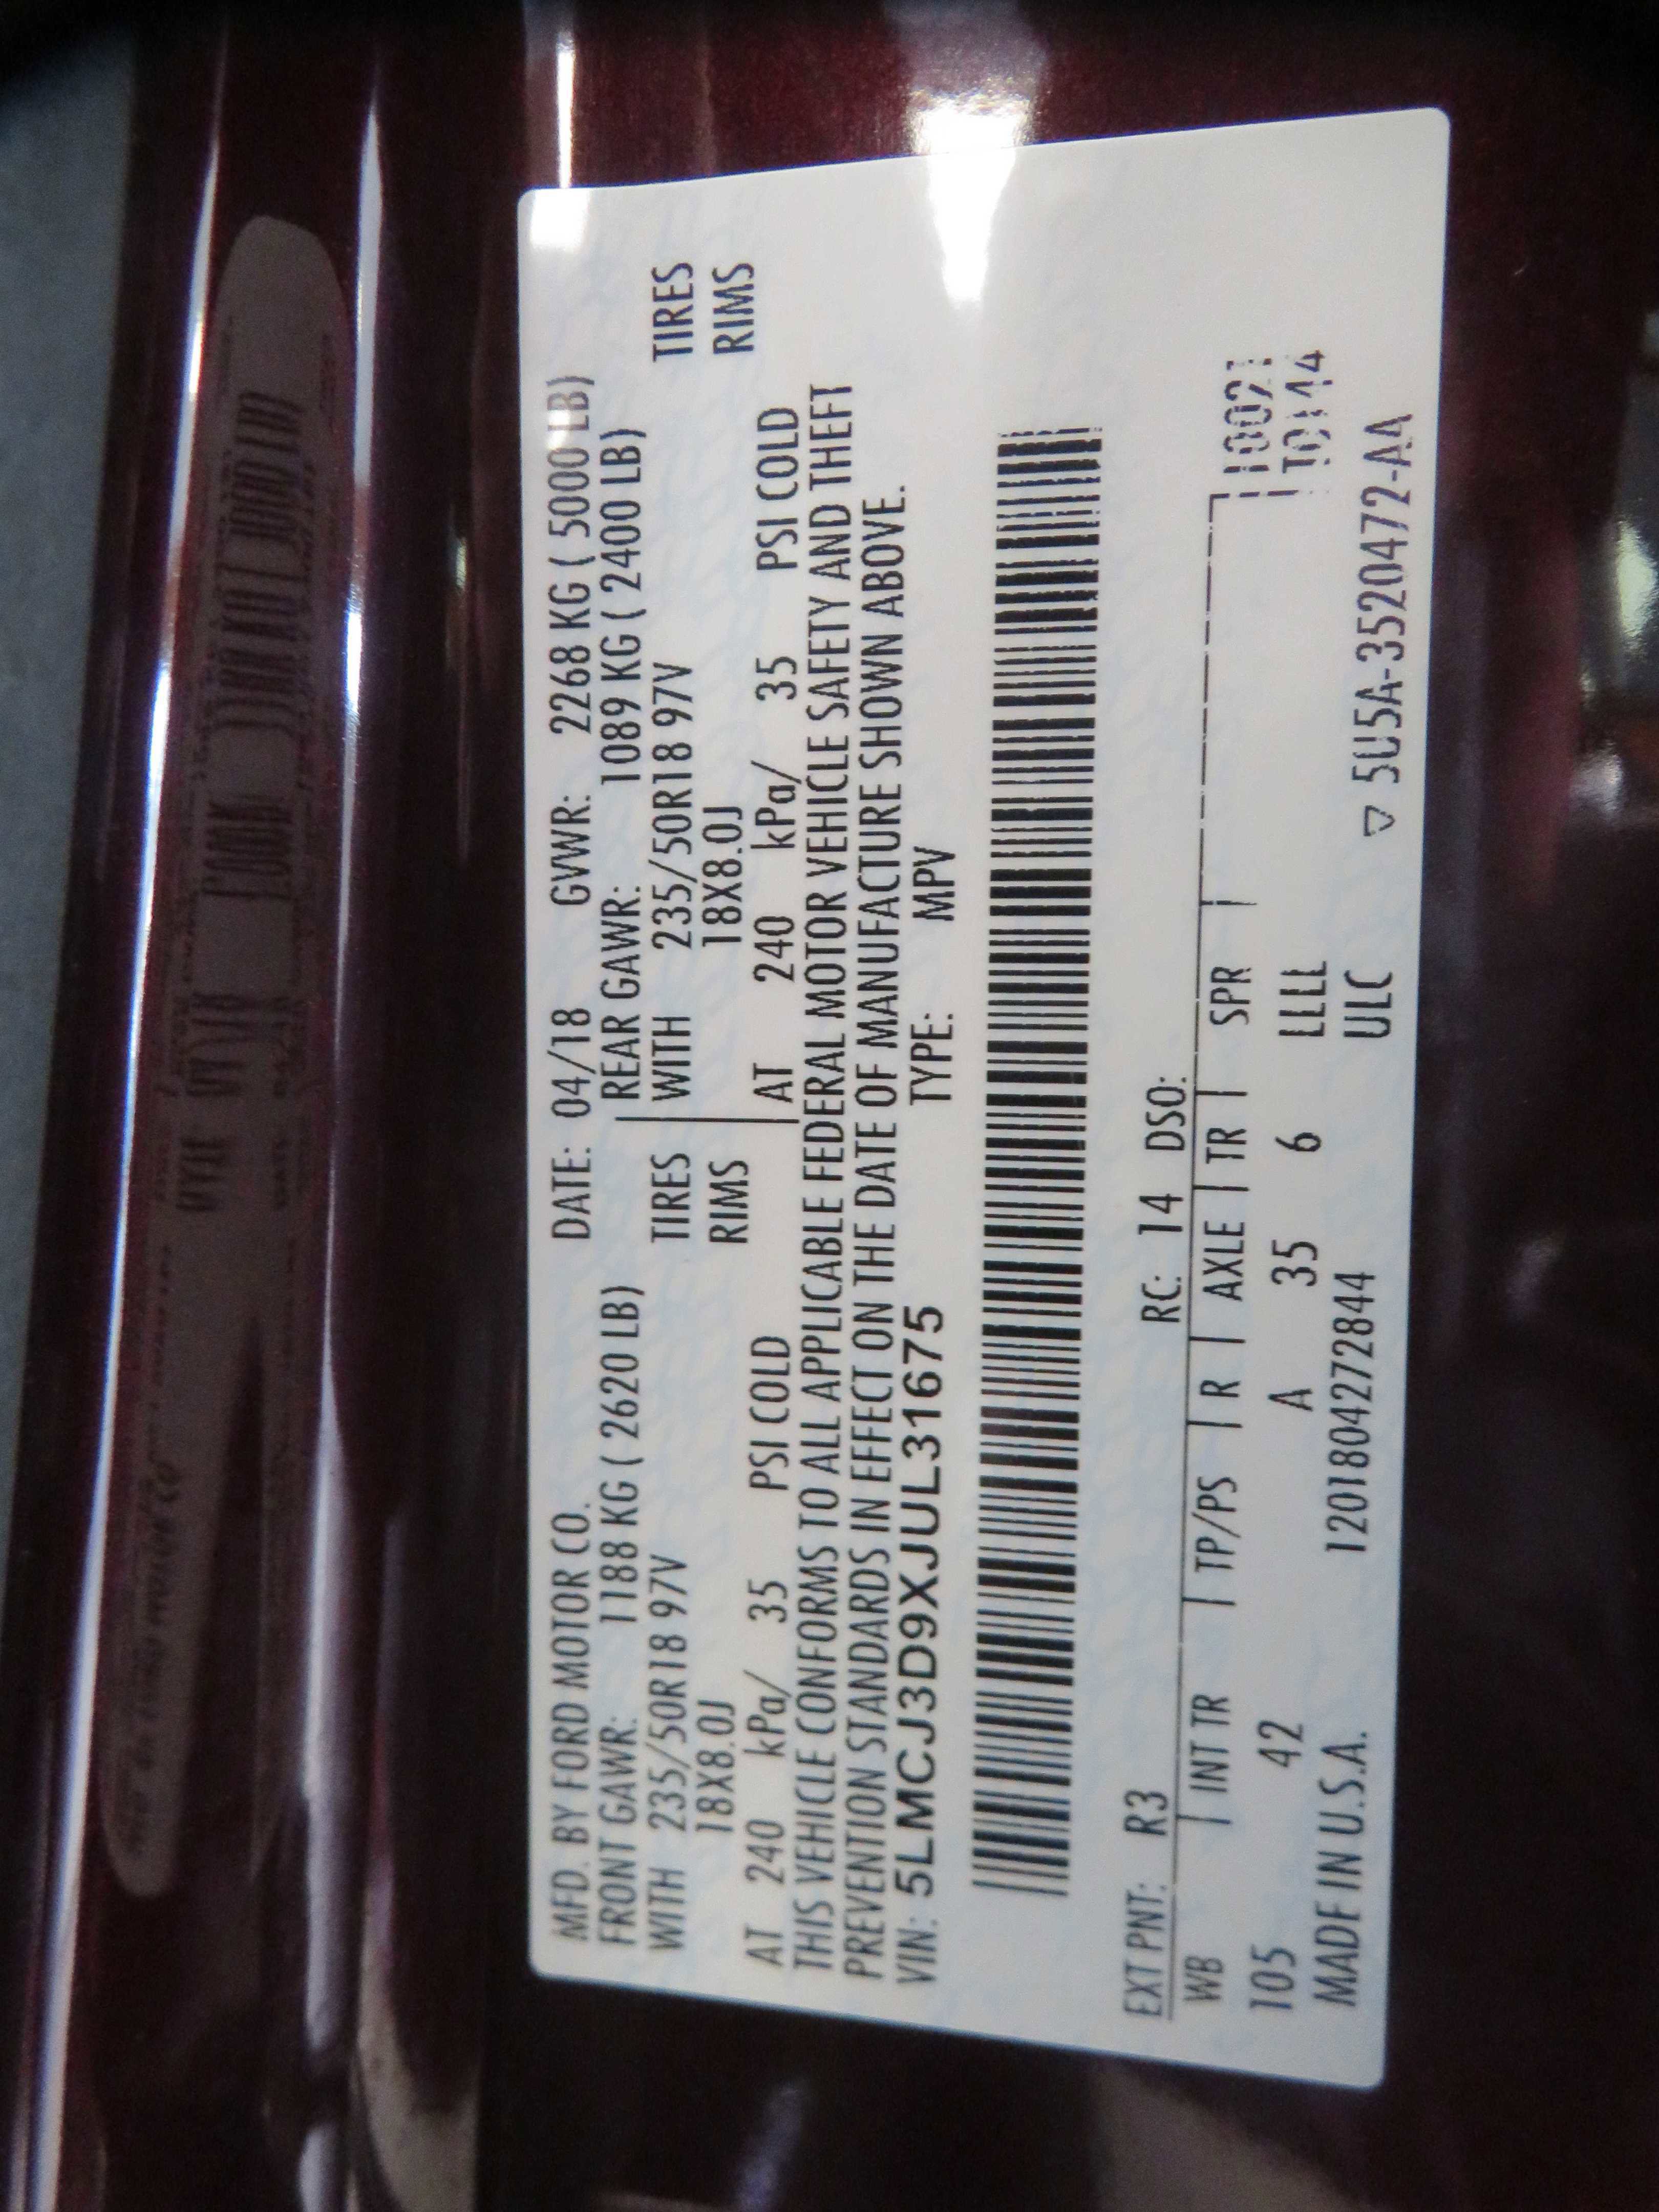 MFD. BY FORD MOTOR CO. DATE: 04/18 GVWR: 2268 KG ( 5000 LB)
FRONT GAWR: 1188 KG ( 2620 LB) REAR GAWR: 1089 KG ( 2400 LB)
WITH 235/50R18 97V TIRES WITH 235/50R18 97V TIRES
18X8.0J RIMS 18X8.0J RIMS
AT 240 kPa/ 35 PSI COLD AT 240 kPa/ 35 PSI COLD
THIS VEHICLE CONFORMS TO ALL APPLICABLE FEDERAL MOTOR VEHICLE SAFETY AND THEFT
PREVENTION STANDARDS IN EFFECT ON THE DATE OF MANUFACTURE SHOWN ABOVE.
VIN: 5LMCJ3D9XJUL31675 TYPE: MPV
EXT PNT: R3 RC: 14 DSO:
WB INT TR TP/PS R AXLE TR SPR
10021
105 42 A 35 6 LLLL
MADE IN U.S.A. 12018042728​44 ULC ▽ 5U5A-3520472-AA